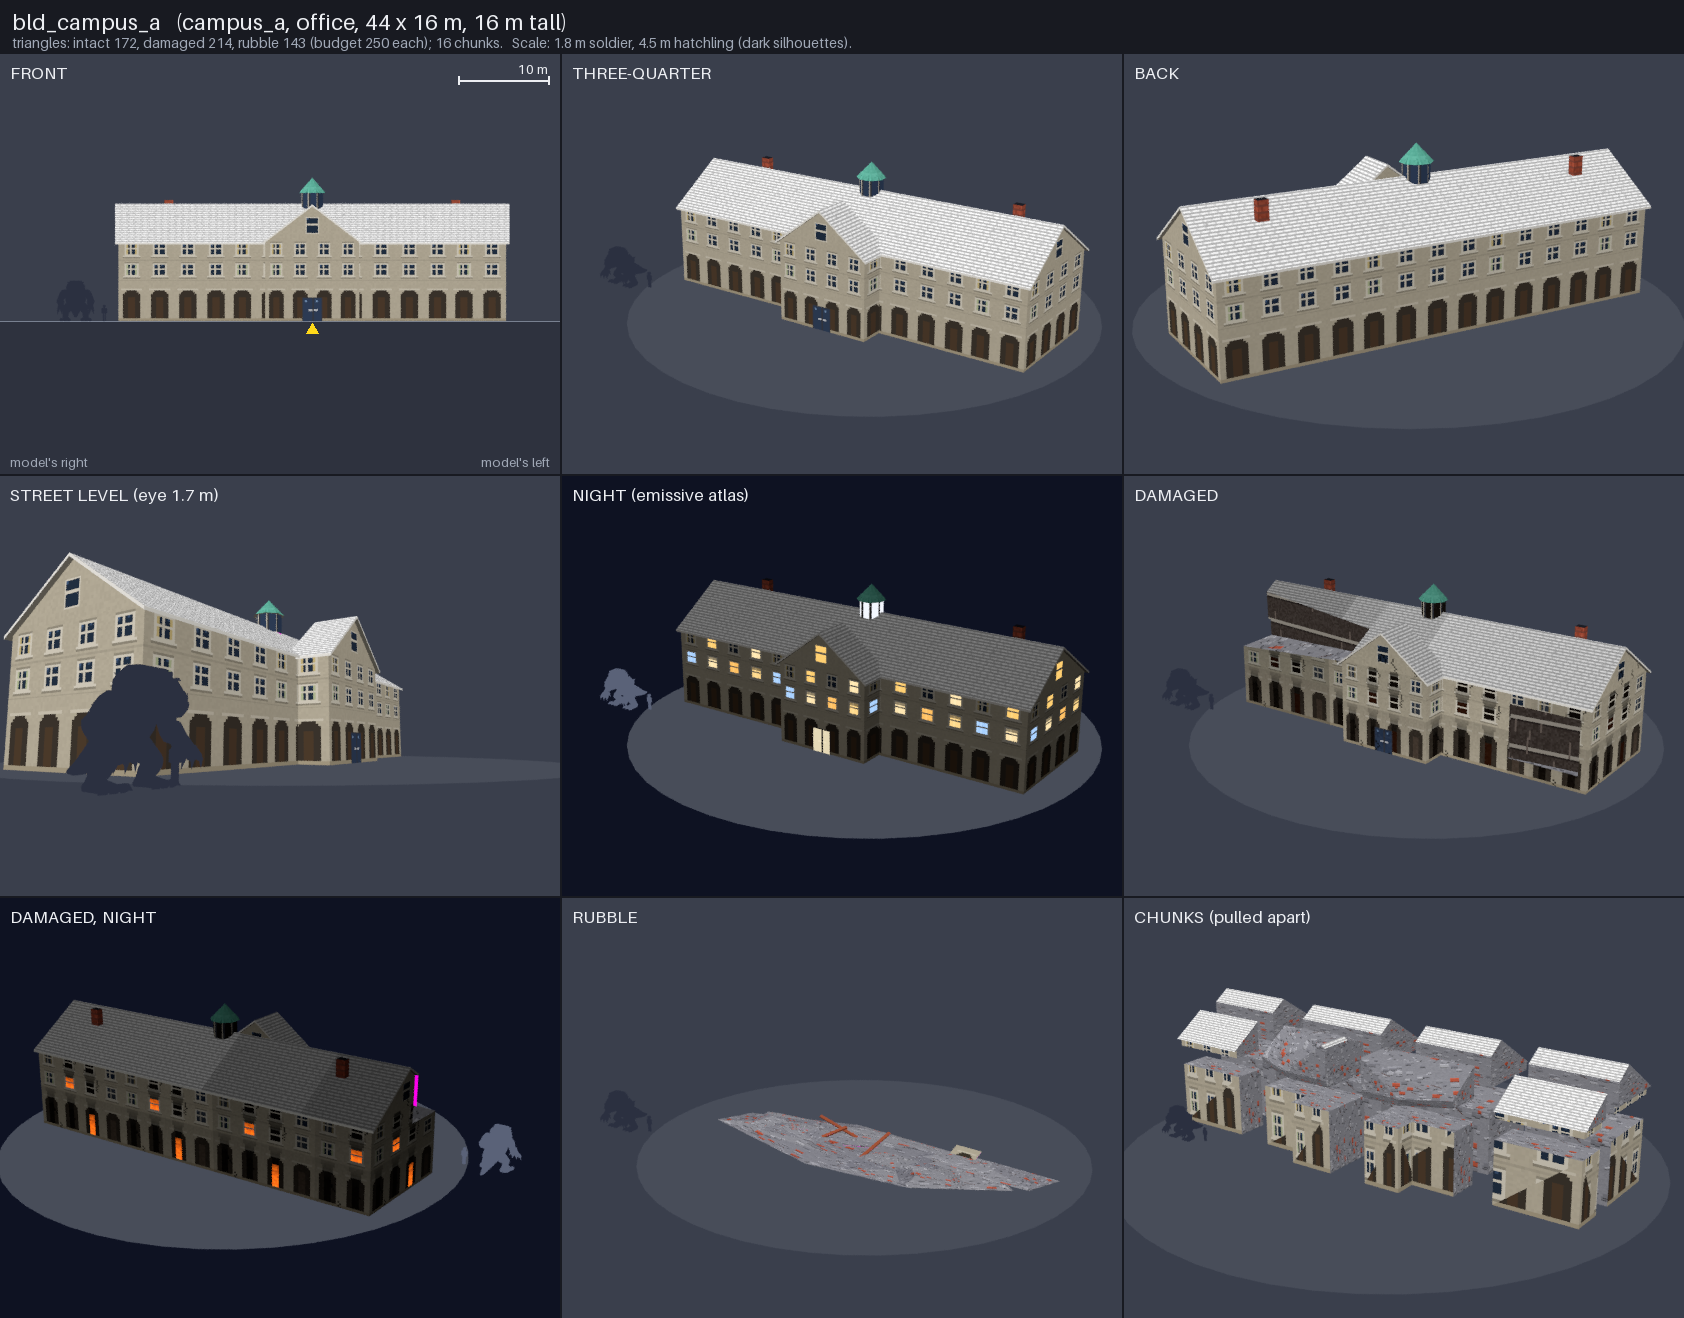 bld_campus_a (campus_a, office, 44 x 16 m, 16 m tall)
triangles: intact 172, damaged 214, rubble 143 (budget 250 each); 16 chunks. Scale: 1.8 m soldier, 4.5 m hatchling (dark silhouettes).
FRONT
10 m
model's right
model's left
THREE-QUARTER
BACK
STREET LEVEL (eye 1.7 m)
NIGHT (emissive atlas)
DAMAGED
DAMAGED, NIGHT
RUBBLE
CHUNKS (pulled apart)